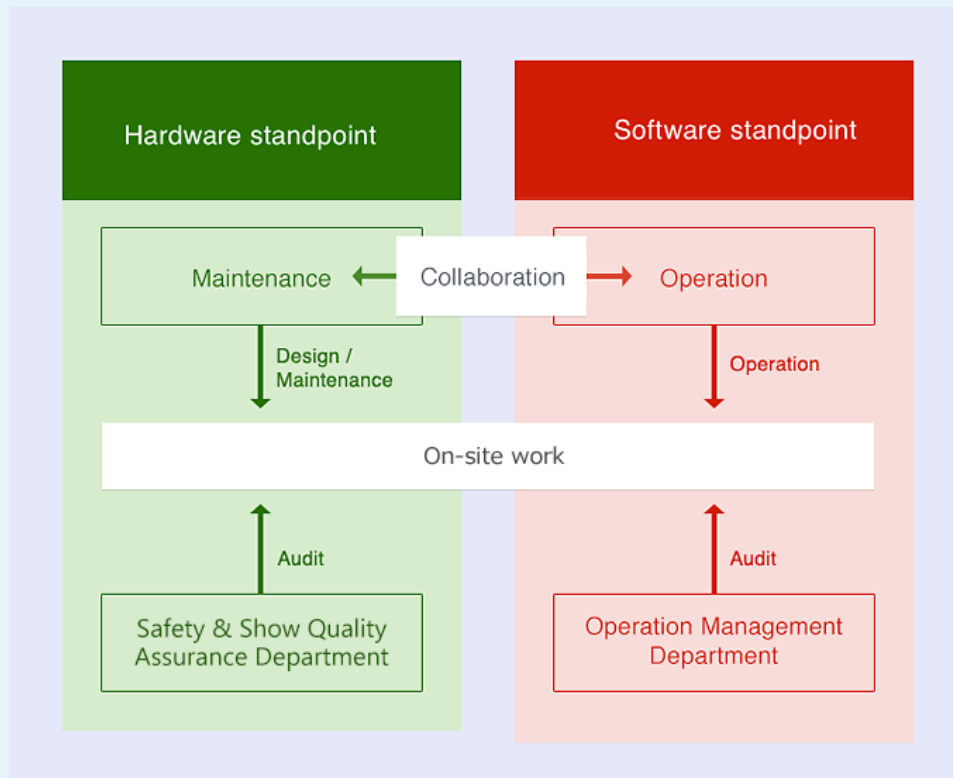 Hardware standpoint
Software standpoint
Maintenance
Collaboration
Operation
Design /
Maintenance
Operation
On-site work
Audit
Audit
Safety & Show Quality
Assurance Department
Operation Management
Department